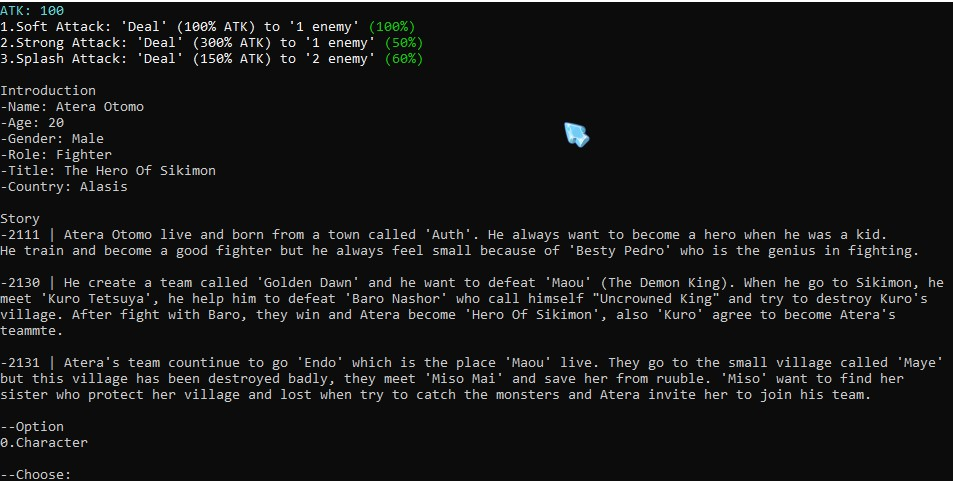 ATK: 100
1.Soft Attack: 'Deal' (100% ATK) to '1 enemy' (100%)
2.Strong Attack: 'Deal' (300% ATK) to '1 enemy' (50%)
3.Splash Attack: 'Deal' (150% ATK) to '2 enemy' (60%)
Introduction
-Name: Atera Otomo
-Age: 20
-Gender: Male
-Role: Fighter
-Title: The Hero Of Sikimon
-Country: Alasis
Story
-2111 | Atera Otomo live and born from a town called 'Auth'. He always want to become a hero when he was a kid.
He train and become a good fighter but he always feel small because of 'Besty Pedro' who is the genius in fighting.
-2130 | He create a team called 'Golden Dawn' and he want to defeat 'Maou' (The Demon King). When he go to Sikimon, he
meet 'Kuro Tetsuya', he help him to defeat 'Baro Nashor' who call himself "Uncrowned King" and try to destroy Kuro's
village. After fight with Baro, they win and Atera become 'Hero Of Sikimon', also 'Kuro' agree to become Atera's
teammte.
-2131 | Atera's team countinue to go 'Endo' which is the place 'Maou' live. They go to the small village called 'Maye'
but this village has been destroyed badly, they meet 'Miso Mai' and save her from ruuble. 'Miso' want to find her
sister who protect her village and lost when try to catch the monsters and Atera invite her to join his team.
--Option
0.Character
--Choose: